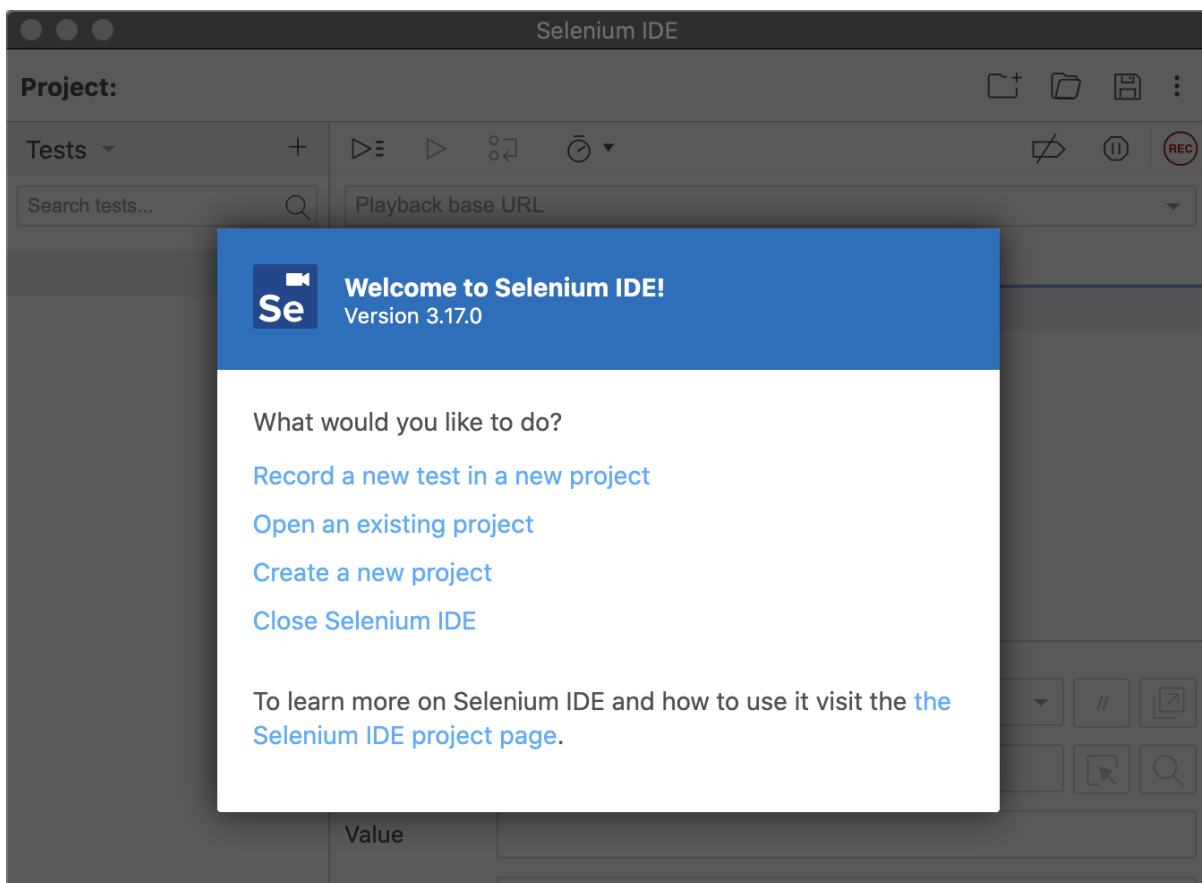 Selenium IDE
Project:
Tests
REC
Search tests...
Playback base URL
Se
Welcome to Selenium IDE!
Version 3.17.0
What would you like to do?
Record a new test in a new project
Open an existing project
Create a new project
Close Selenium IDE
To learn more on Selenium IDE and how to use it visit the the
Selenium IDE project page.
//
Value